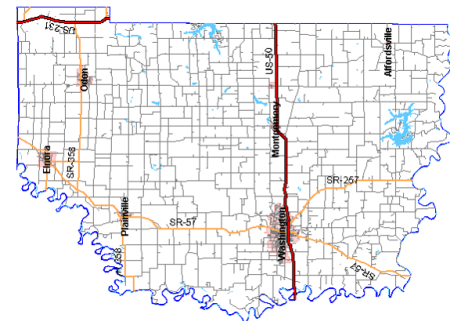 US-231
Odon
US-50
Alfordsville
Montgomery
Elnora
SR-358
SR-257
Plainville
SR-57
Washington
358
SR-57